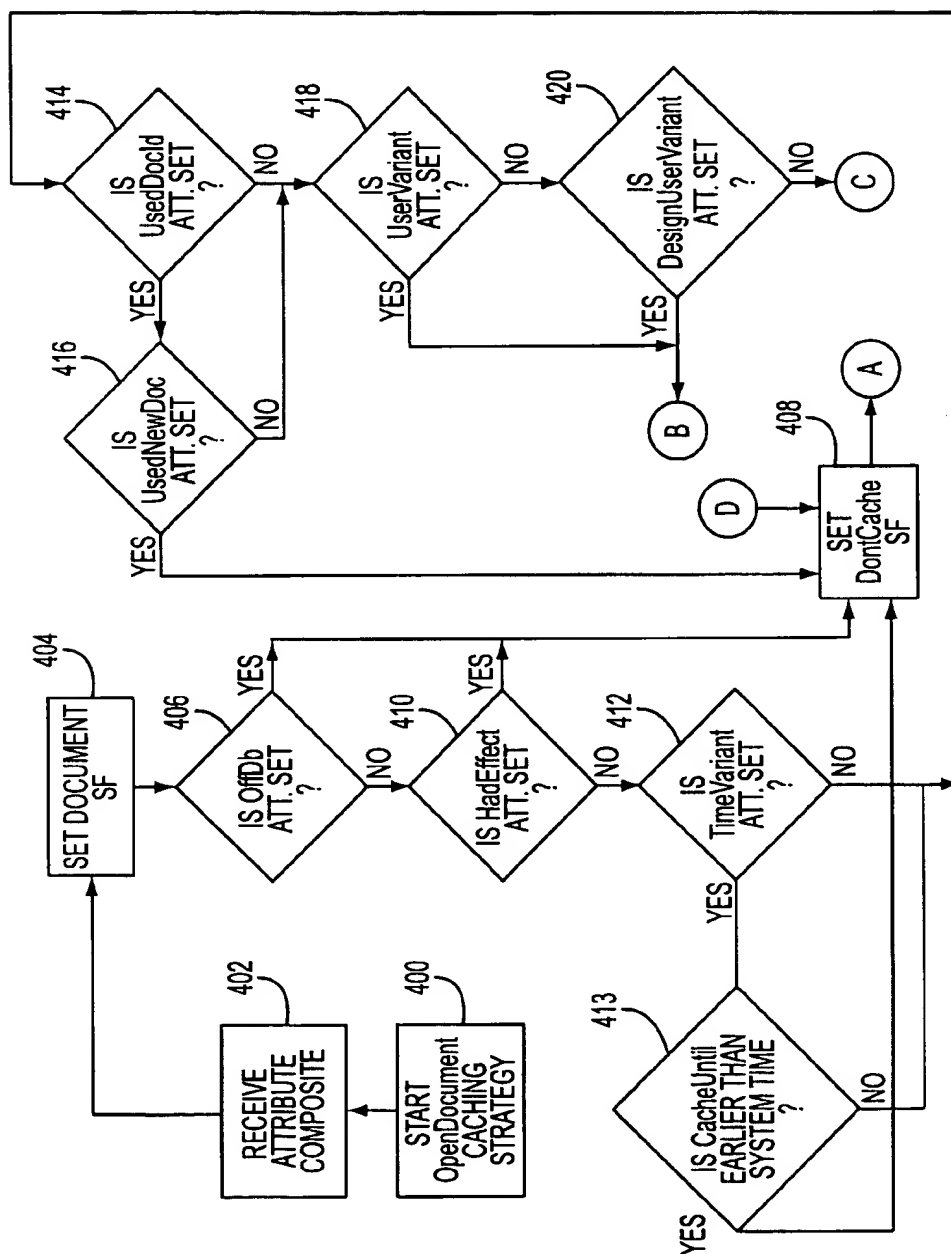 START
OpenDocument
CACHING
STRATEGY
400
RECEIVE
ATTRIBUTE
COMPOSITE
402
SET DOCUMENT
SF
404
IS OffDb
ATT. SET
?
406
YES
NO
IS HadEffect
ATT. SET
?
410
YES
NO
IS
TimeVariant
ATT. SET
?
412
YES
NO
IS CacheUntil
EARLIER THAN
SYSTEM TIME
?
413
YES
NO
IS
UsedDocId
ATT. SET
?
414
YES
NO
IS
UsedNewDoc
ATT. SET
?
416
YES
NO
IS
UserVariant
ATT. SET
?
418
YES
NO
IS
DesignUserVariant
ATT. SET
?
420
YES
NO
B
C
D
SET
DontCache
SF
408
A